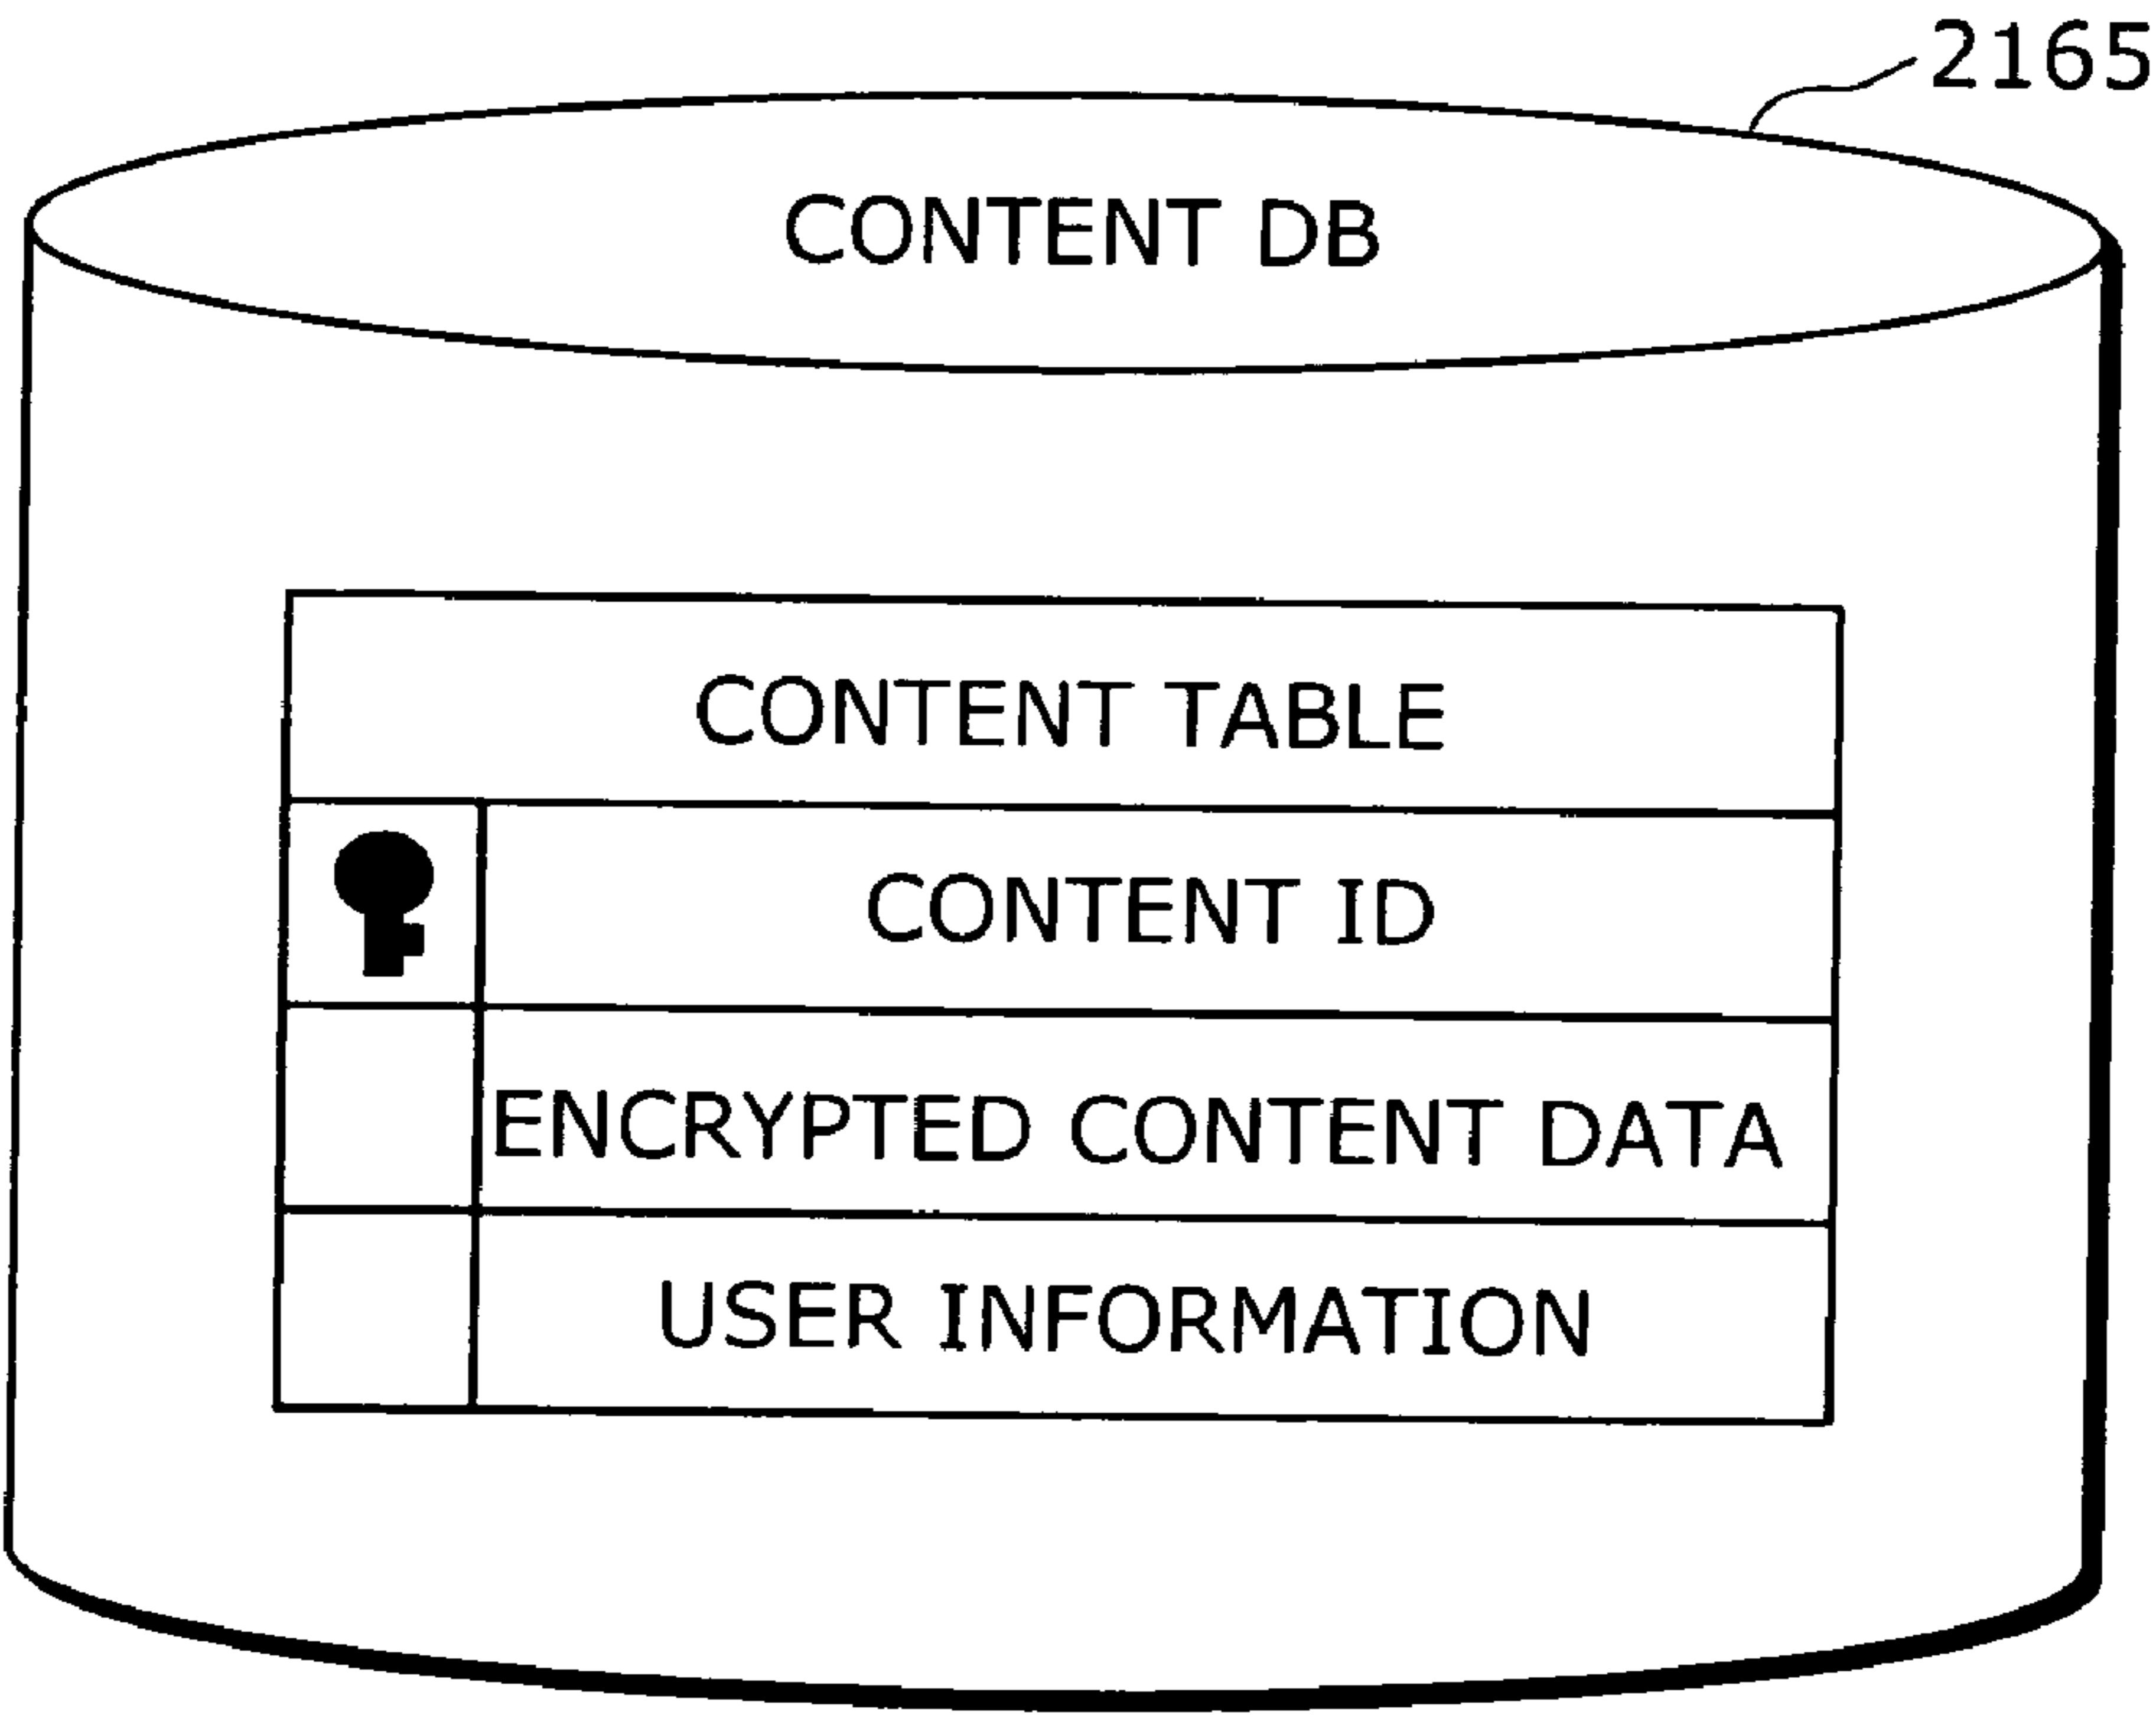 2165
CONTENT DB
CONTENT TABLE
CONTENT ID
ENCRYPTED CONTENT DATA
USER INFORMATION